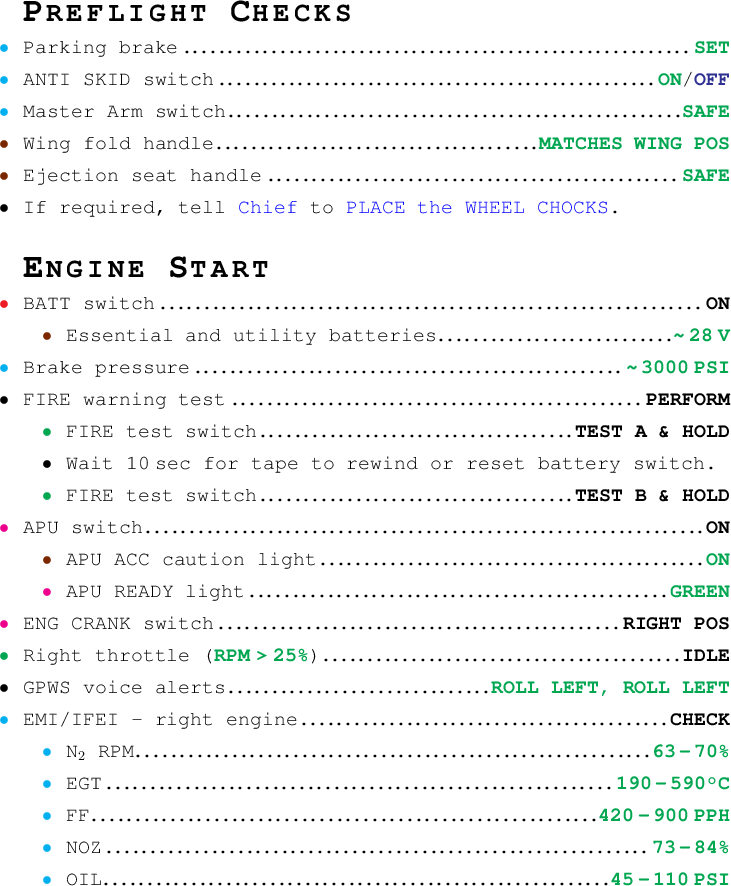 PREFLIGHT CHECKS
• Parking brake ........ SET
• ANTI SKID switch ........ ON/OFF
• Master Arm switch ........ SAFE
• Wing fold handle ........ MATCHES WING POS
• Ejection seat handle ........ SAFE
• If required, tell Chief to PLACE the WHEEL CHOCKS.
ENGINE START
• BATT switch ........ ON
• Essential and utility batteries ........ ~ 28 V
• Brake pressure ........ ~ 3000 PSI
• FIRE warning test ........ PERFORM
• FIRE test switch ........ TEST A & HOLD
• Wait 10 sec for tape to rewind or reset battery switch.
• FIRE test switch ........ TEST B & HOLD
• APU switch ........ ON
• APU ACC caution light ........ ON
• APU READY light ........ GREEN
• ENG CRANK switch ........ RIGHT POS
• Right throttle (RPM > 25%) ........ IDLE
• GPWS voice alerts ........ ROLL LEFT, ROLL LEFT
• EMI/IFEI – right engine ........ CHECK
• N₂ RPM ........ 63 – 70%
• EGT ........ 190 – 590°C
• FF ........ 420 – 900 PPH
• NOZ ........ 73 – 84%
• OIL ........ 45 – 110 PSI